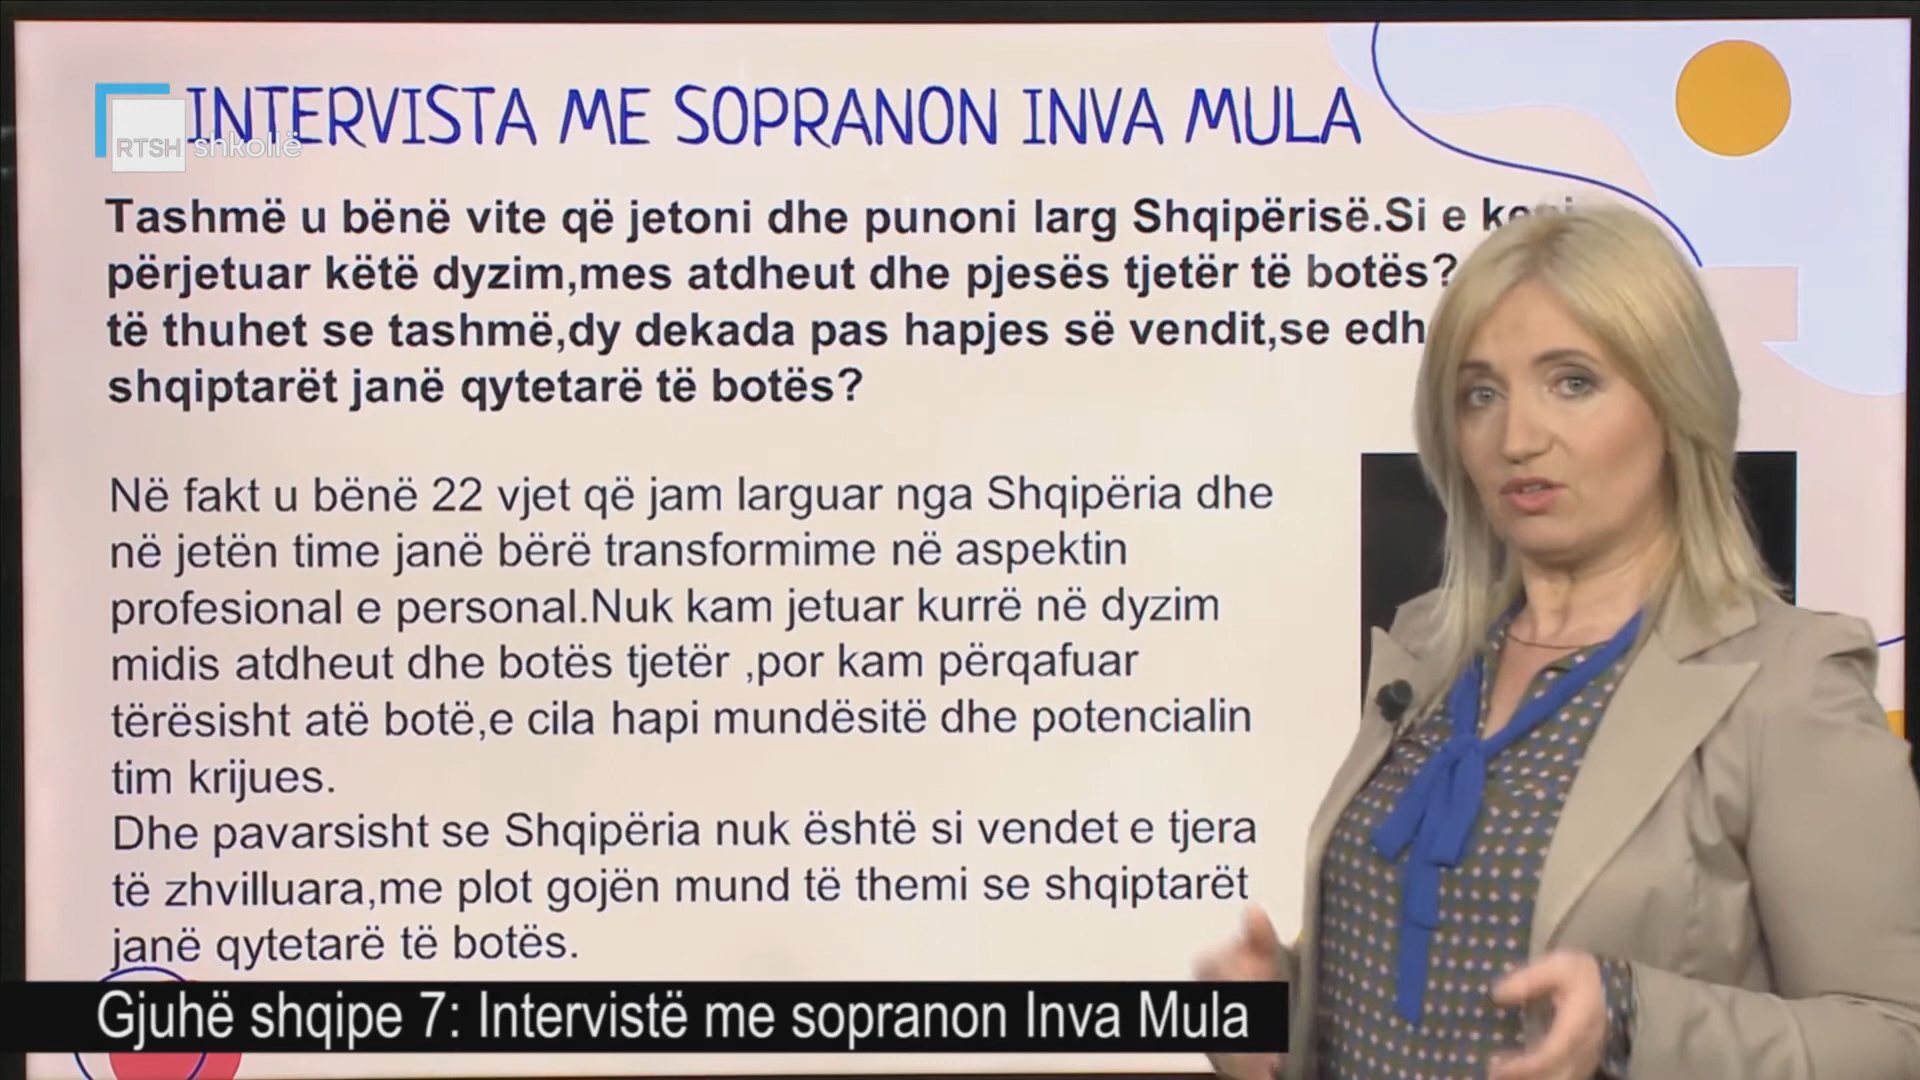 INTERVISTA ME SOPRANON INVA MULA
RTSH shkollë
Tashmë u bënë vite që jetoni dhe punoni larg Shqipërisë.Si e
përjetuar këtë dyzim,mes atdheut dhe pjesës tjetër të botës?
të thuhet se tashmë,dy dekada pas hapjes së vendit,se
shqiptarët janë qytetarë të botës?
Në fakt u bënë 22 vjet që jam larguar nga Shqipëria dhe
në jetën time janë bërë transformime në aspektin
profesional e personal.Nuk kam jetuar kurrë në dyzim
midis atdheut dhe botës tjetër ,por kam përqafuar
tërësisht atë botë,e cila hapi mundësitë dhe potencialin
tim krijues.
Dhe pavarsisht se Shqipëria nuk është si vendet e tjera
të zhvilluara,me plot gojën mund të themi se shqiptarët
janë qytetarë të botës.
Gjuhë shqipe 7: Intervistë me sopranon Inva Mula